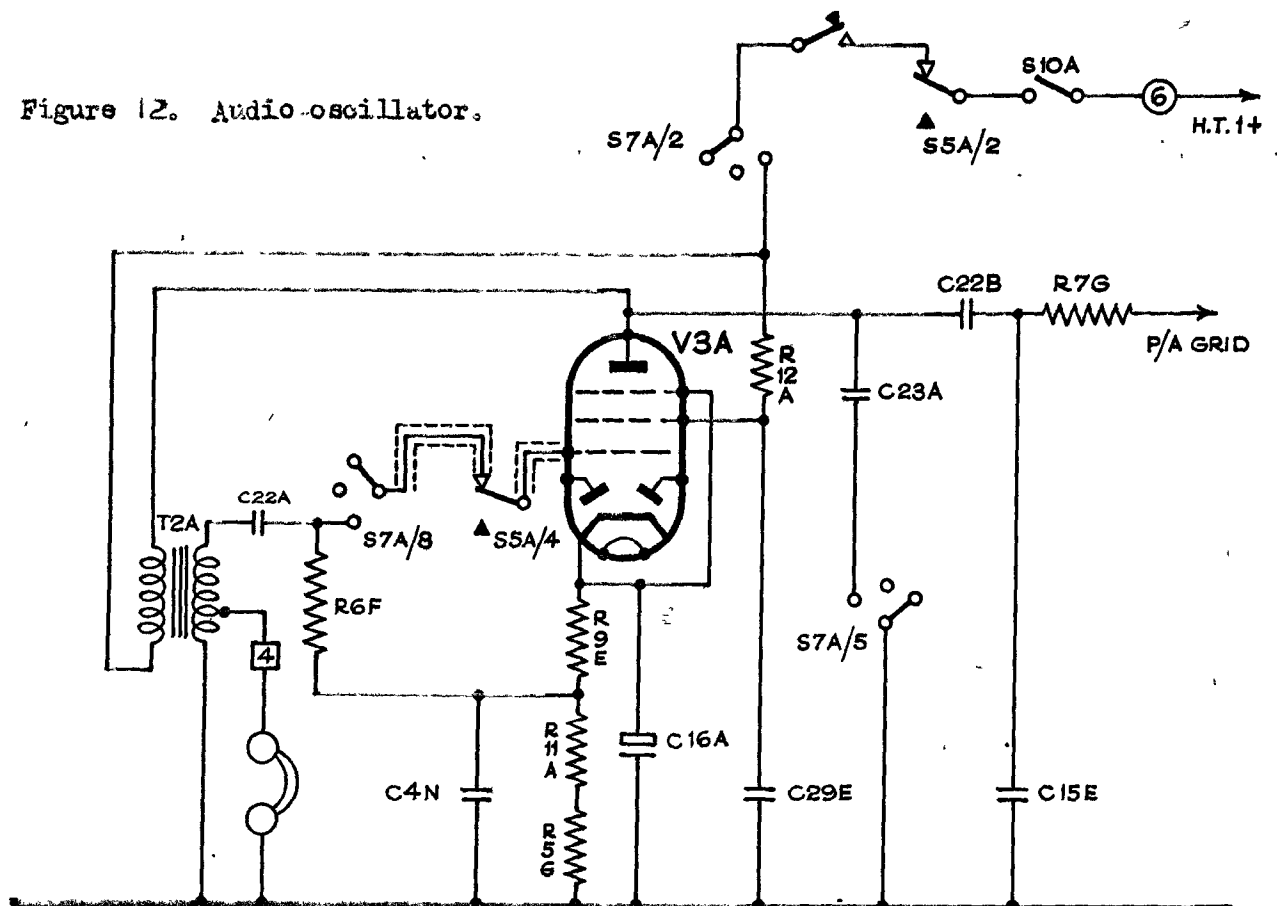 Figure 12. Audio oscillator.
S10A
6
H.T. 1+
S7A/2
S5A/2
C22B
R7G
V3A
P/A GRID
R
12
A
C23A
C22A
T2A
S7A/8
S5A/4
R6F
R
9
E
S7A/5
4
R
11
A
C16A
C4N
C29E
C15E
R
5
G